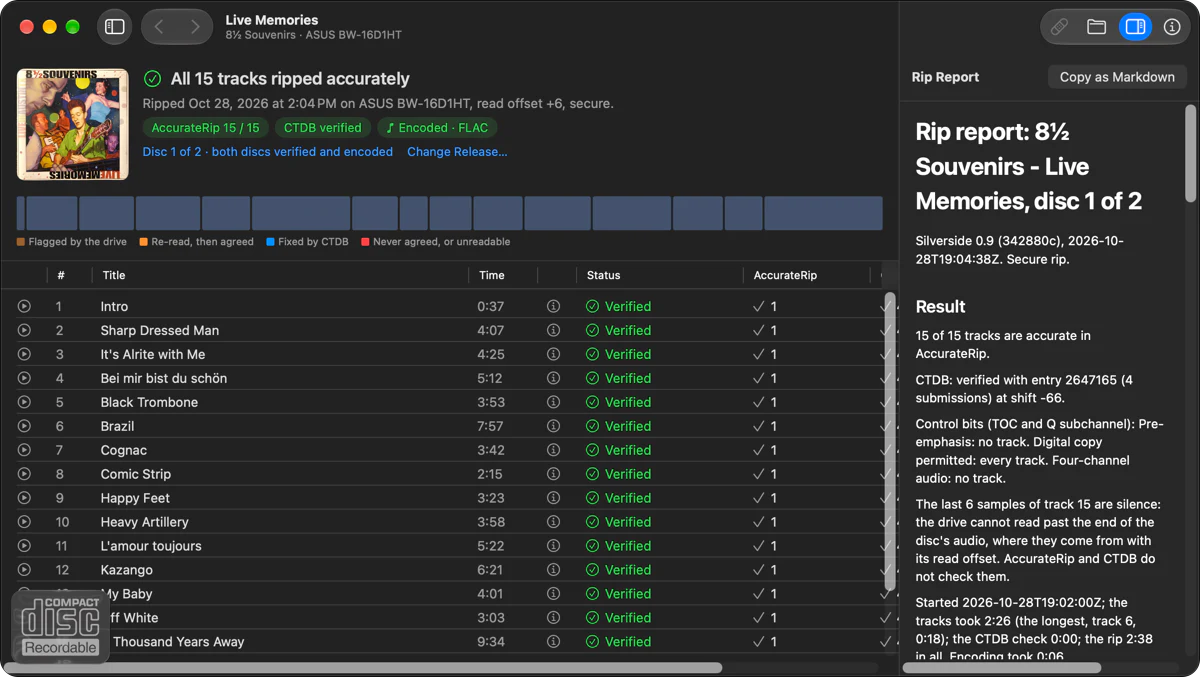 Live Memories
8½ Souvenirs · ASUS BW-16D1HT
8½ SOUVENIRS
LIVE MEMORIES
All 15 tracks ripped accurately
Ripped Oct 28, 2026 at 2:04 PM on ASUS BW-16D1HT, read offset +6, secure.
AccurateRip 15 / 15
CTDB verified
Encoded · FLAC
Disc 1 of 2 · both discs verified and encoded
Change Release…
Flagged by the drive
Re-read, then agreed
Fixed by CTDB
Never agreed, or unreadable
# Title Time Status AccurateRip
1 Intro 0:37 Verified 1
2 Sharp Dressed Man 4:07 Verified 1
3 It's Alrite with Me 4:25 Verified 1
4 Bei mir bist du schön 5:12 Verified 1
5 Black Trombone 3:53 Verified 1
6 Brazil 7:57 Verified 1
7 Cognac 3:42 Verified 1
8 Comic Strip 2:15 Verified 1
9 Happy Feet 3:23 Verified 1
10 Heavy Artillery 3:58 Verified 1
11 L'amour toujours 5:22 Verified 1
12 Kazango 6:21 Verified 1
My Baby 4:01 Verified 1
ff White 3:03 Verified 1
Thousand Years Away 9:34 Verified 1
COMPACT
disc
Recordable
Rip Report
Copy as Markdown
Rip report: 8½
Souvenirs - Live
Memories, disc 1 of 2
Silverside 0.9 (342880c), 2026-10-
28T19:04:38Z. Secure rip.
Result
15 of 15 tracks are accurate in
AccurateRip.
CTDB: verified with entry 2647165 (4
submissions) at shift -66.
Control bits (TOC and Q subchannel): Pre-
emphasis: no track. Digital copy
permitted: every track. Four-channel
audio: no track.
The last 6 samples of track 15 are silence:
the drive cannot read past the end of the
disc's audio, where they come from with
its read offset. AccurateRip and CTDB do
not check them.
Started 2026-10-28T19:02:00Z; the
tracks took 2:26 (the longest, track 6,
0:18); the CTDB check 0:00; the rip 2:38
in all. Encoding took 0:06.